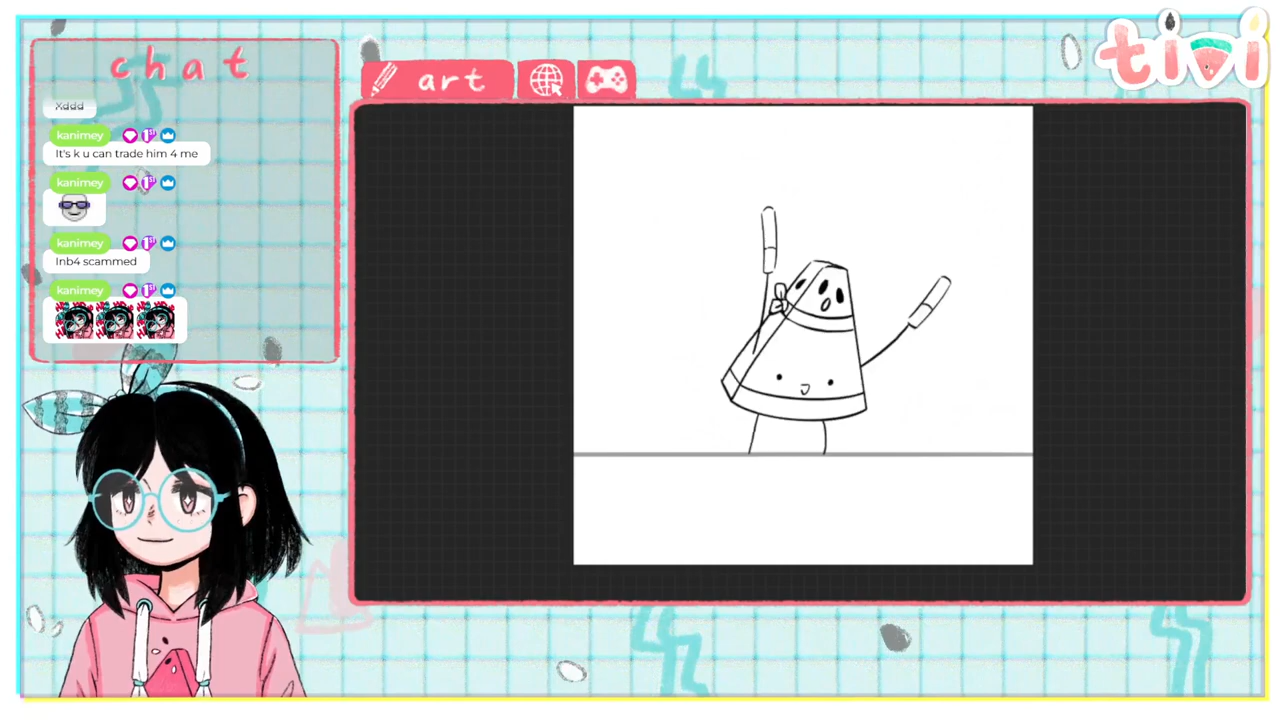 chat
Xddd
kanimey
It's k u can trade him 4 me
kanimey
kanimey
Inb4 scammed
kanimey
art
tivi